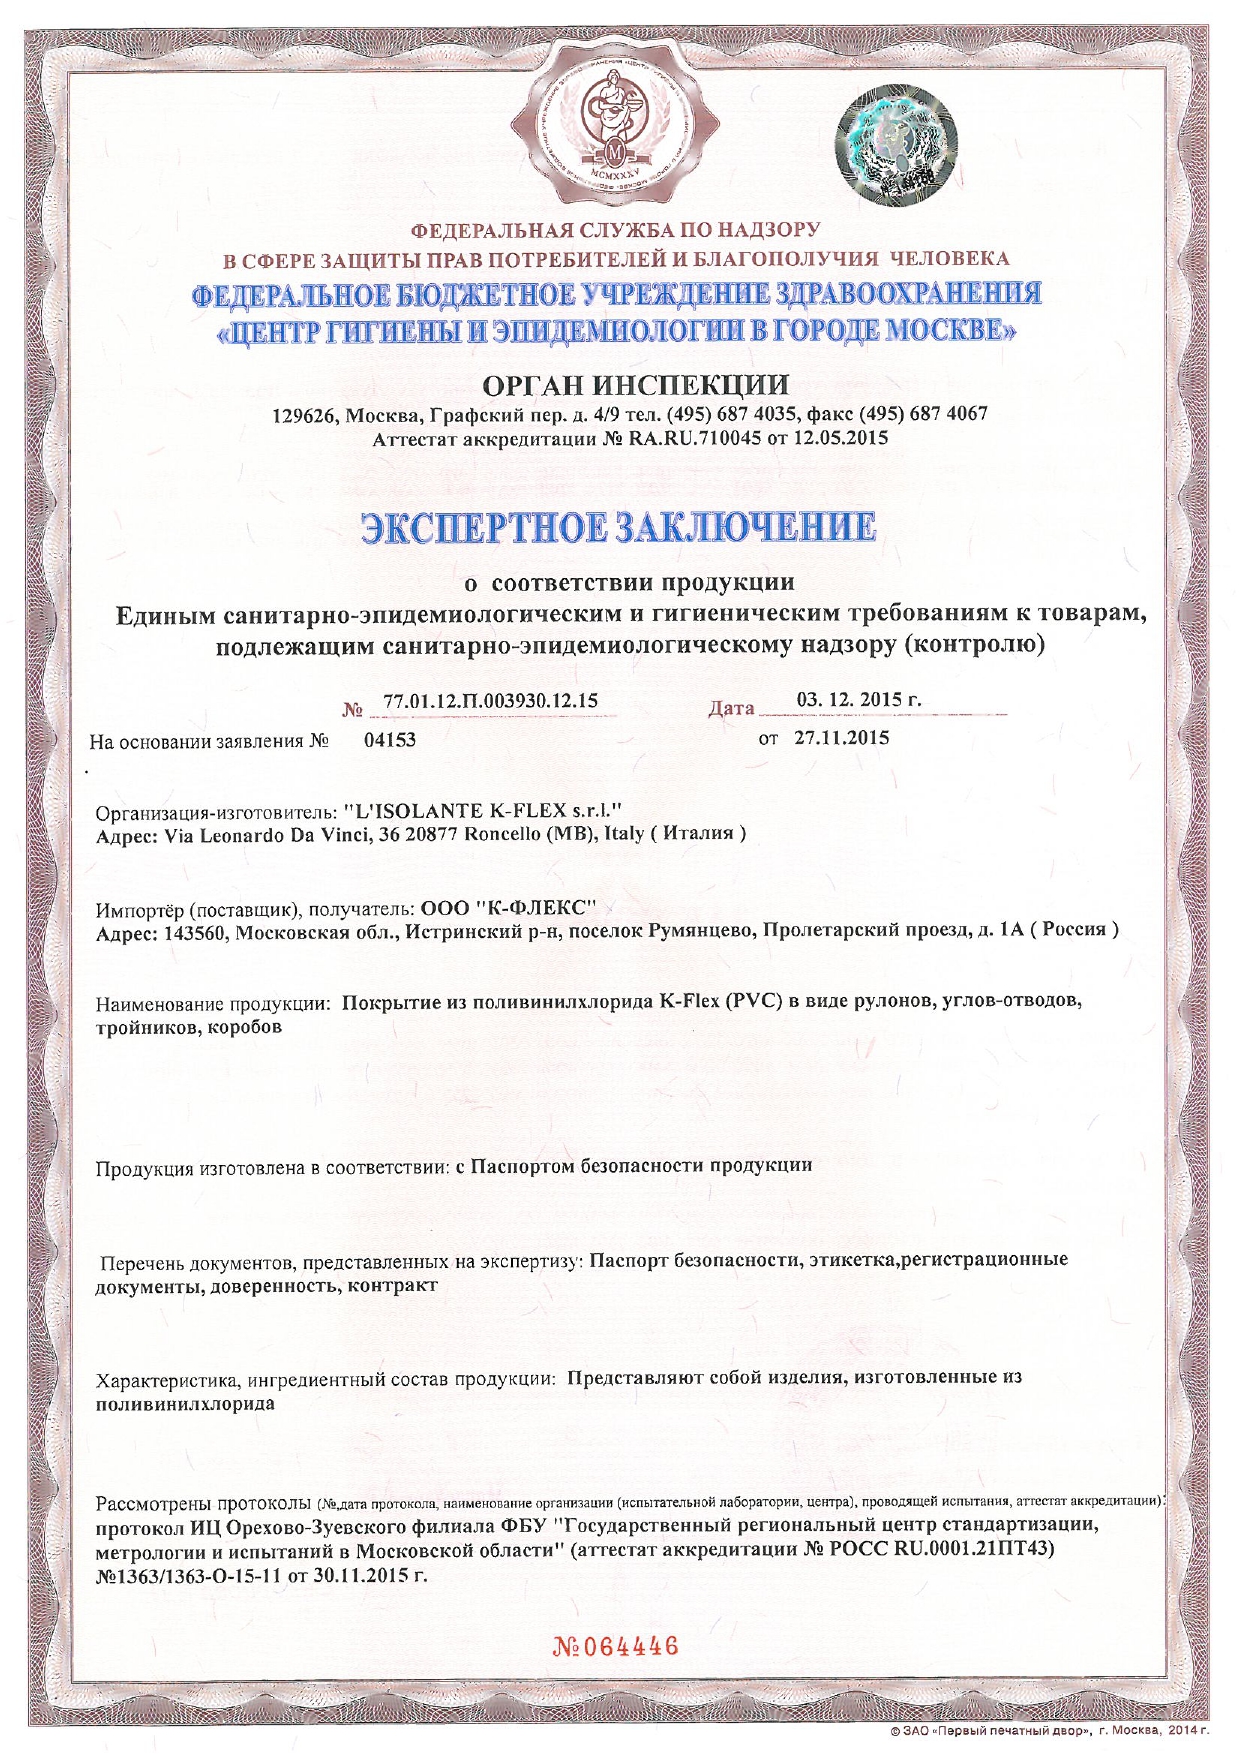 MCMXXXV
М
ФЕДЕРАЛЬНАЯ СЛУЖБА ПО НАДЗОРУ
В СФЕРЕ ЗАЩИТЫ ПРАВ ПОТРЕБИТЕЛЕЙ И БЛАГОПОЛУЧИЯ ЧЕЛОВЕКА
ФЕДЕРАЛЬНОЕ БЮДЖЕТНОЕ УЧРЕЖДЕНИЕ ЗДРАВООХРАНЕНИЯ
«ЦЕНТР ГИГИЕНЫ И ЭПИДЕМИОЛОГИИ В ГОРОДЕ МОСКВЕ»
ОРГАН ИНСПЕКЦИИ
129626, Москва, Графский пер. д. 4/9 тел. (495) 687 4035, факс (495) 687 4067
Аттестат аккредитации № RA.RU.710045 от 12.05.2015
ЭКСПЕРТНОЕ ЗАКЛЮЧЕНИЕ
о соответствии продукции
Единым санитарно-эпидемиологическим и гигиеническим требованиям к товарам,
подлежащим санитарно-эпидемиологическому надзору (контролю)
№ 77.01.12.П.003930.12.15 Дата 03. 12. 2015 г.
На основании заявления № 04153 от 27.11.2015
Организация-изготовитель: "L'ISOLANTE K-FLEX s.r.l."
Адрес: Via Leonardo Da Vinci, 36 20877 Roncello (MB), Italy ( Италия )
Импортёр (поставщик), получатель: ООО "К-ФЛЕКС"
Адрес: 143560, Московская обл., Истринский р-н, поселок Румянцево, Пролетарский проезд, д. 1А ( Россия )
Наименование продукции: Покрытие из поливинилхлорида K-Flex (PVC) в виде рулонов, углов-отводов,
тройников, коробов
Продукция изготовлена в соответствии: с Паспортом безопасности продукции
Перечень документов, представленных на экспертизу: Паспорт безопасности, этикетка,регистрационные
документы, доверенность, контракт
Характеристика, ингредиентный состав продукции: Представляют собой изделия, изготовленные из
поливинилхлорида
Рассмотрены протоколы (№,дата протокола, наименование организации (испытательной лаборатории, центра), проводящей испытания, аттестат аккредитации):
протокол ИЦ Орехово-Зуевского филиала ФБУ "Государственный региональный центр стандартизации,
метрологии и испытаний в Московской области" (аттестат аккредитации № РОСС RU.0001.21ПТ43)
№1363/1363-О-15-11 от 30.11.2015 г.
№064446
© ЗАО «Первый печатный двор», г. Москва, 2014 г.